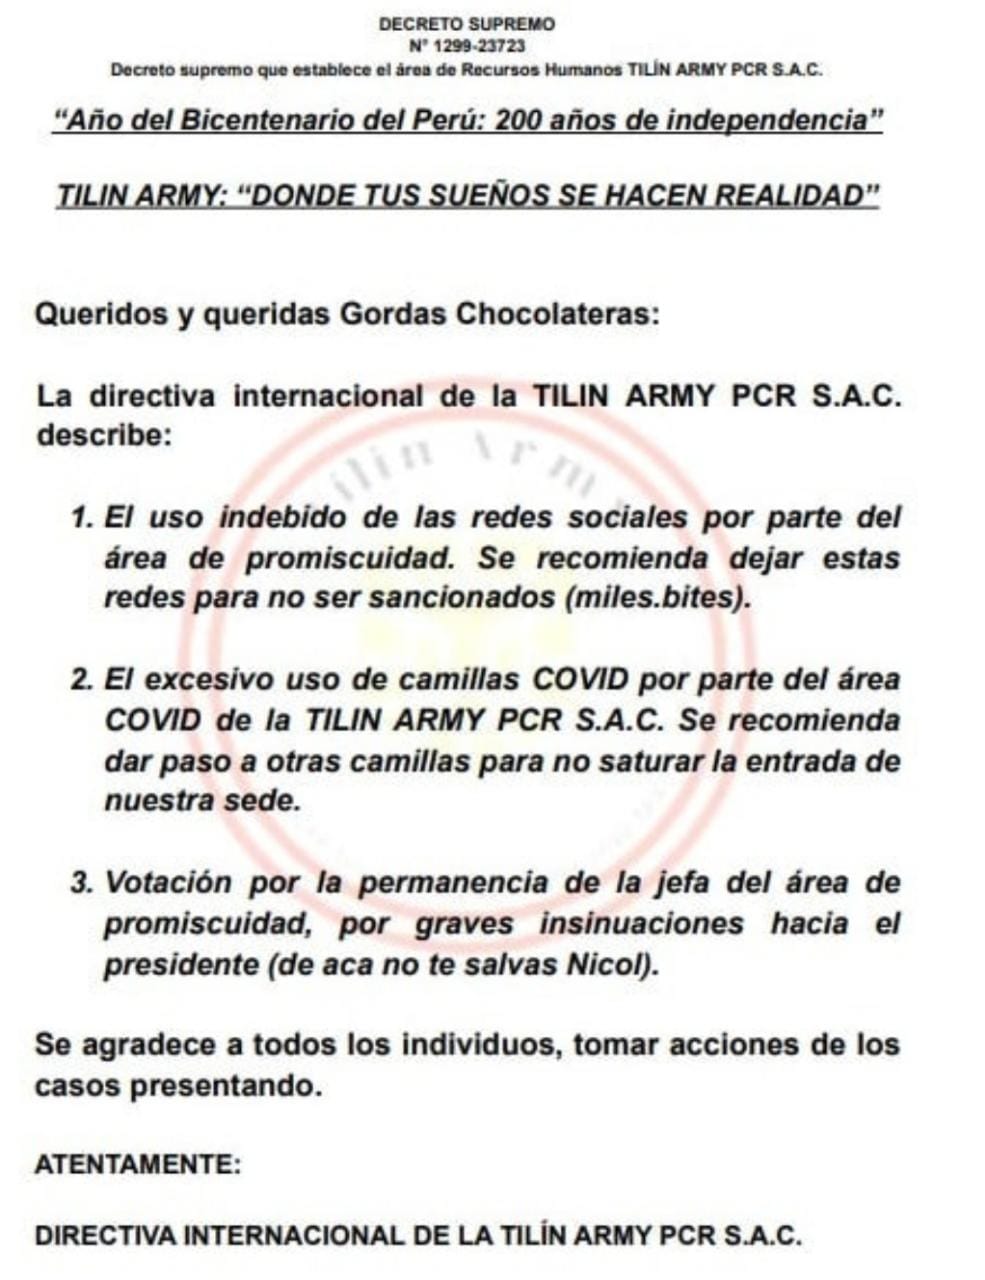 DECRETO SUPREMO
N° 1299-23723
Decreto supremo que establece el área de Recursos Humanos TILÍN ARMY PCR S.A.C.
“Año del Bicentenario del Perú: 200 años de independencia”
TILIN ARMY: “DONDE TUS SUEÑOS SE HACEN REALIDAD”
Queridos y queridas Gordas Chocolateras:
La directiva internacional de la TILIN ARMY PCR S.A.C.
describe:
Tilin Army
1. El uso indebido de las redes sociales por parte del
área de promiscuidad. Se recomienda dejar estas
redes para no ser sancionados (miles.bites).
2. El excesivo uso de camillas COVID por parte del área
COVID de la TILIN ARMY PCR S.A.C. Se recomienda
dar paso a otras camillas para no saturar la entrada de
nuestra sede.
3. Votación por la permanencia de la jefa del área de
promiscuidad, por graves insinuaciones hacia el
presidente (de aca no te salvas Nicol).
Se agradece a todos los individuos, tomar acciones de los
casos presentando.
ATENTAMENTE:
DIRECTIVA INTERNACIONAL DE LA TILÍN ARMY PCR S.A.C.